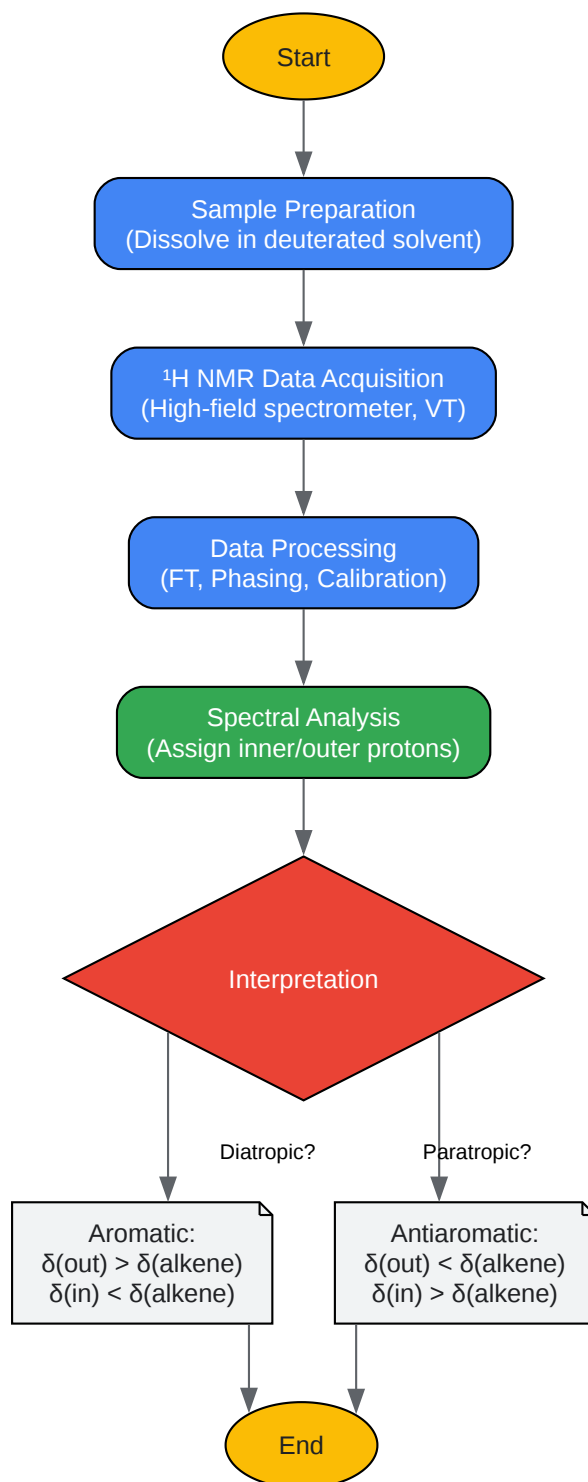 Start
Sample Preparation
(Dissolve in deuterated solvent)
¹H NMR Data Acquisition
(High-field spectrometer, VT)
Data Processing
(FT, Phasing, Calibration)
Spectral Analysis
(Assign inner/outer protons)
Interpretation
Diatropic?
Paratropic?
Aromatic:
δ(out) > δ(alkene)
δ(in) < δ(alkene)
Antiaromatic:
δ(out) < δ(alkene)
δ(in) > δ(alkene)
End